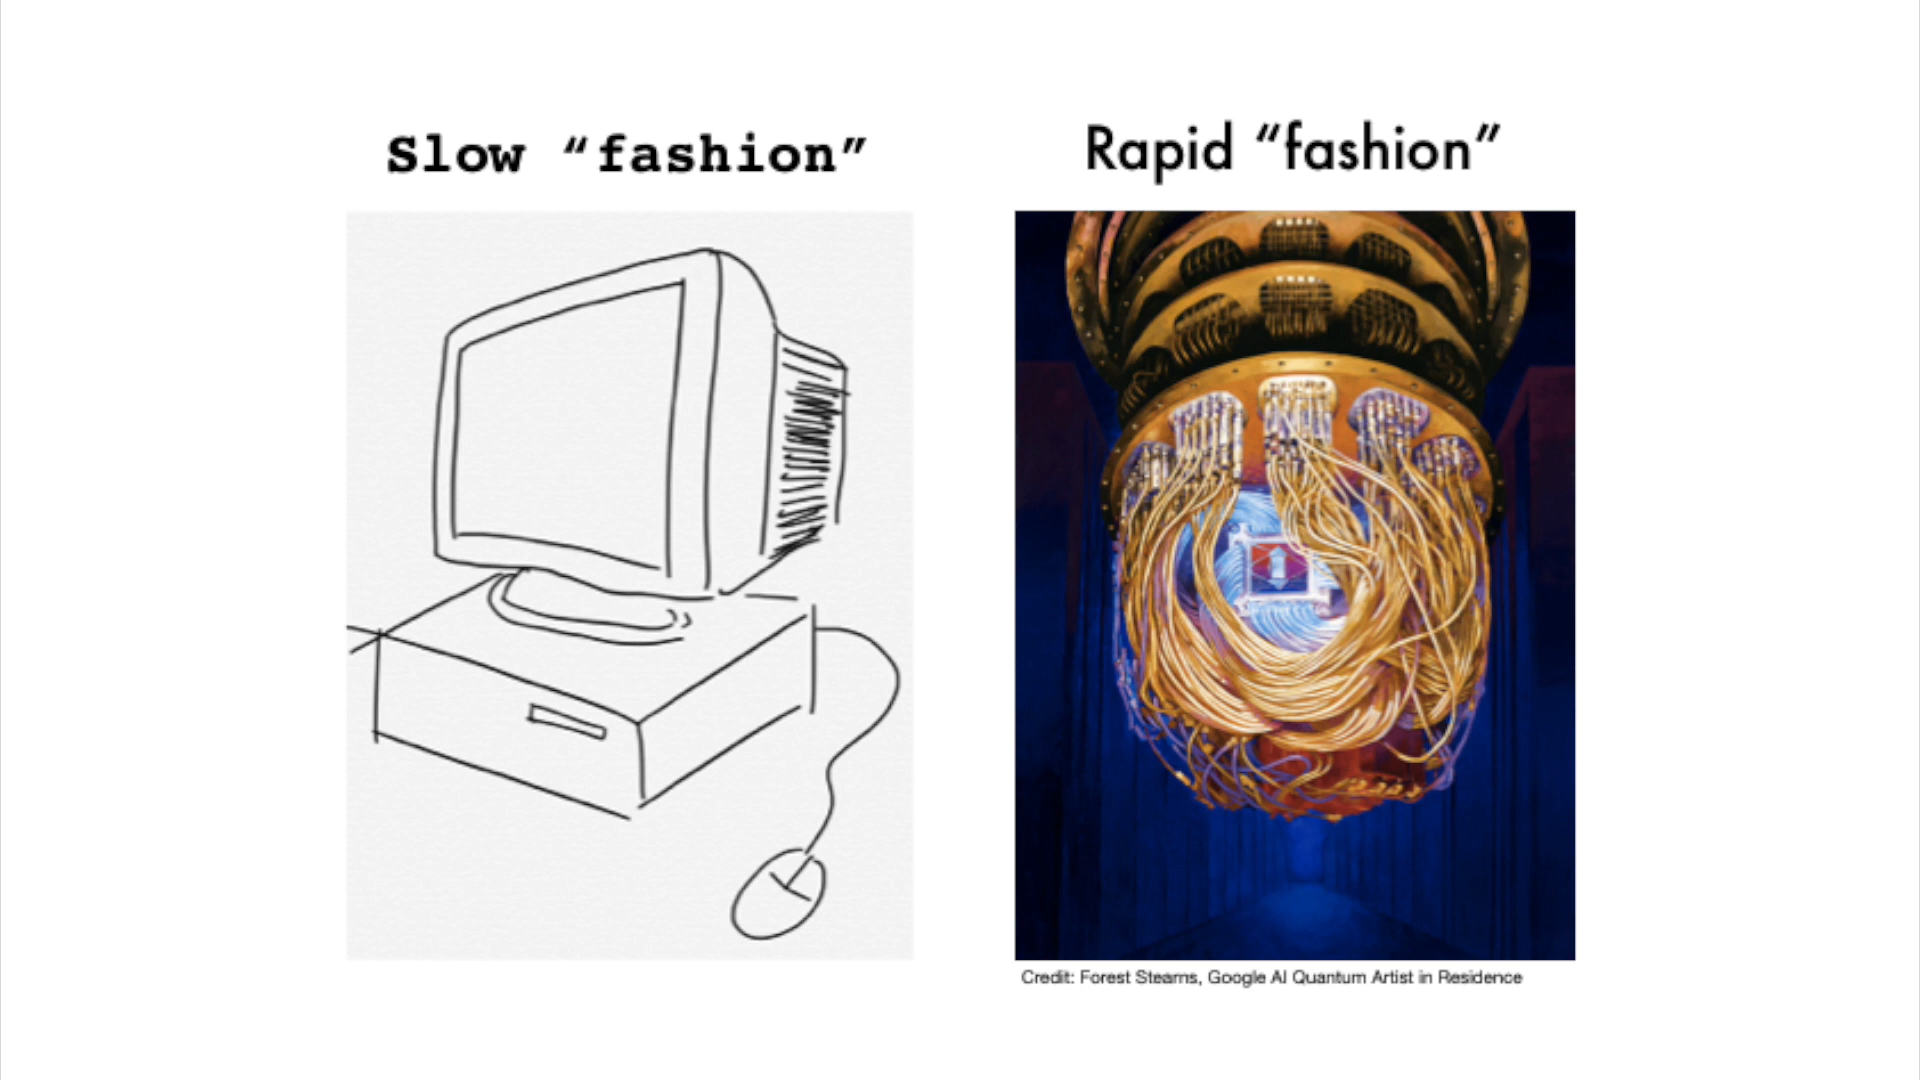 Slow “fashion”
Rapid “fashion”
Credit: Forest Stearns, Google AI Quantum Artist in Residence